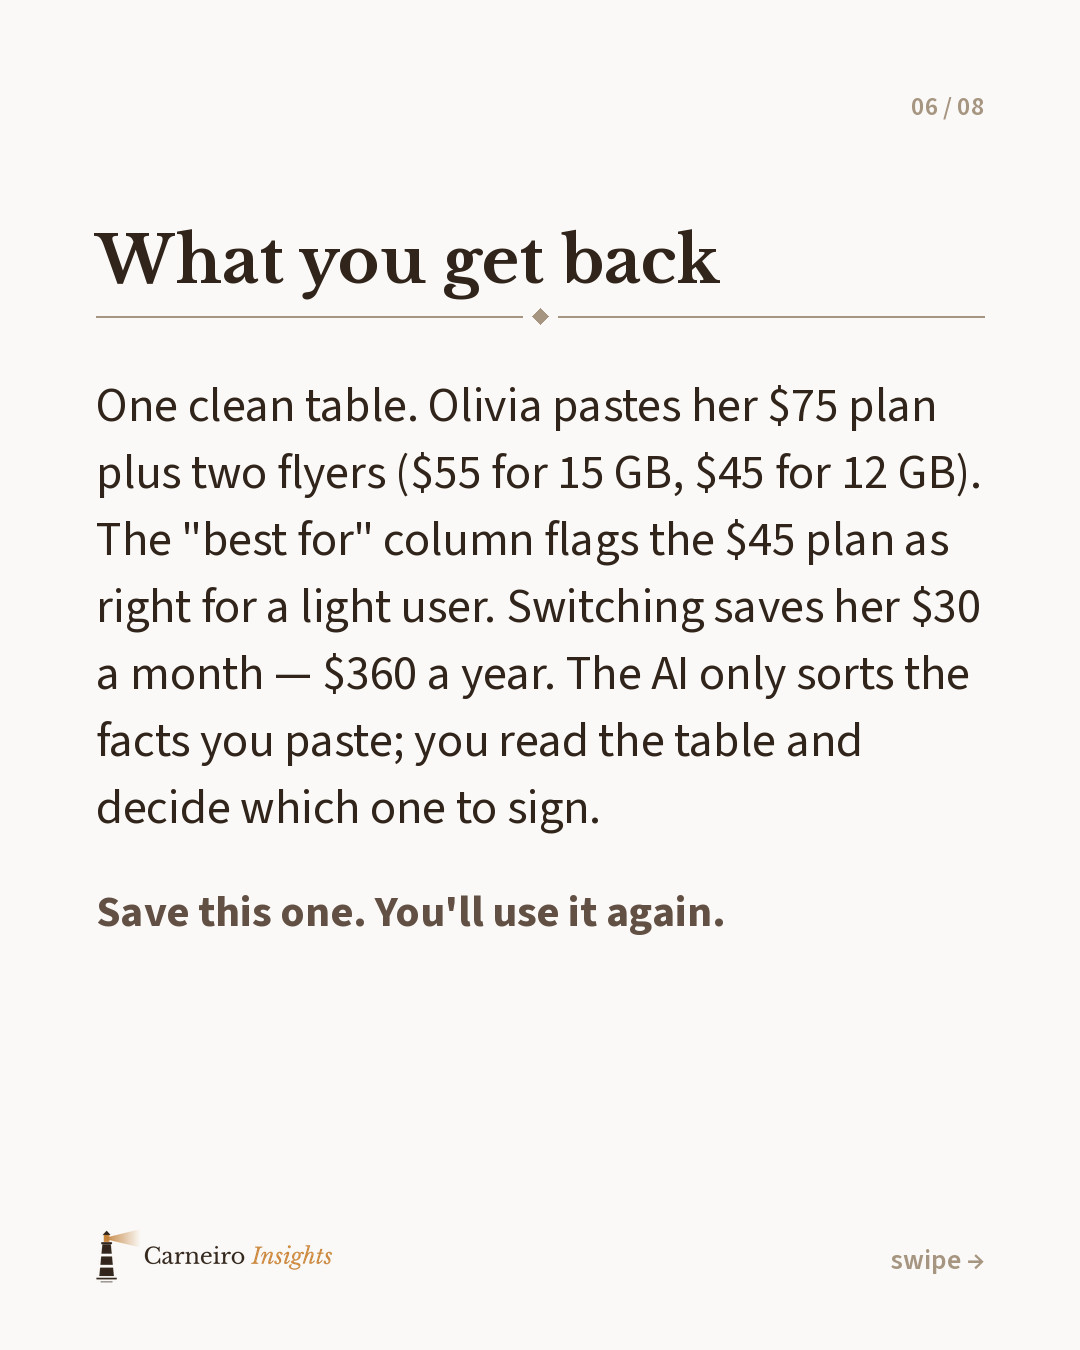 06 / 08
What you get back
One clean table. Olivia pastes her $75 plan
plus two flyers ($55 for 15 GB, $45 for 12 GB).
The "best for" column flags the $45 plan as
right for a light user. Switching saves her $30
a month — $360 a year. The AI only sorts the
facts you paste; you read the table and
decide which one to sign.
Save this one. You'll use it again.
Carneiro Insights
swipe →